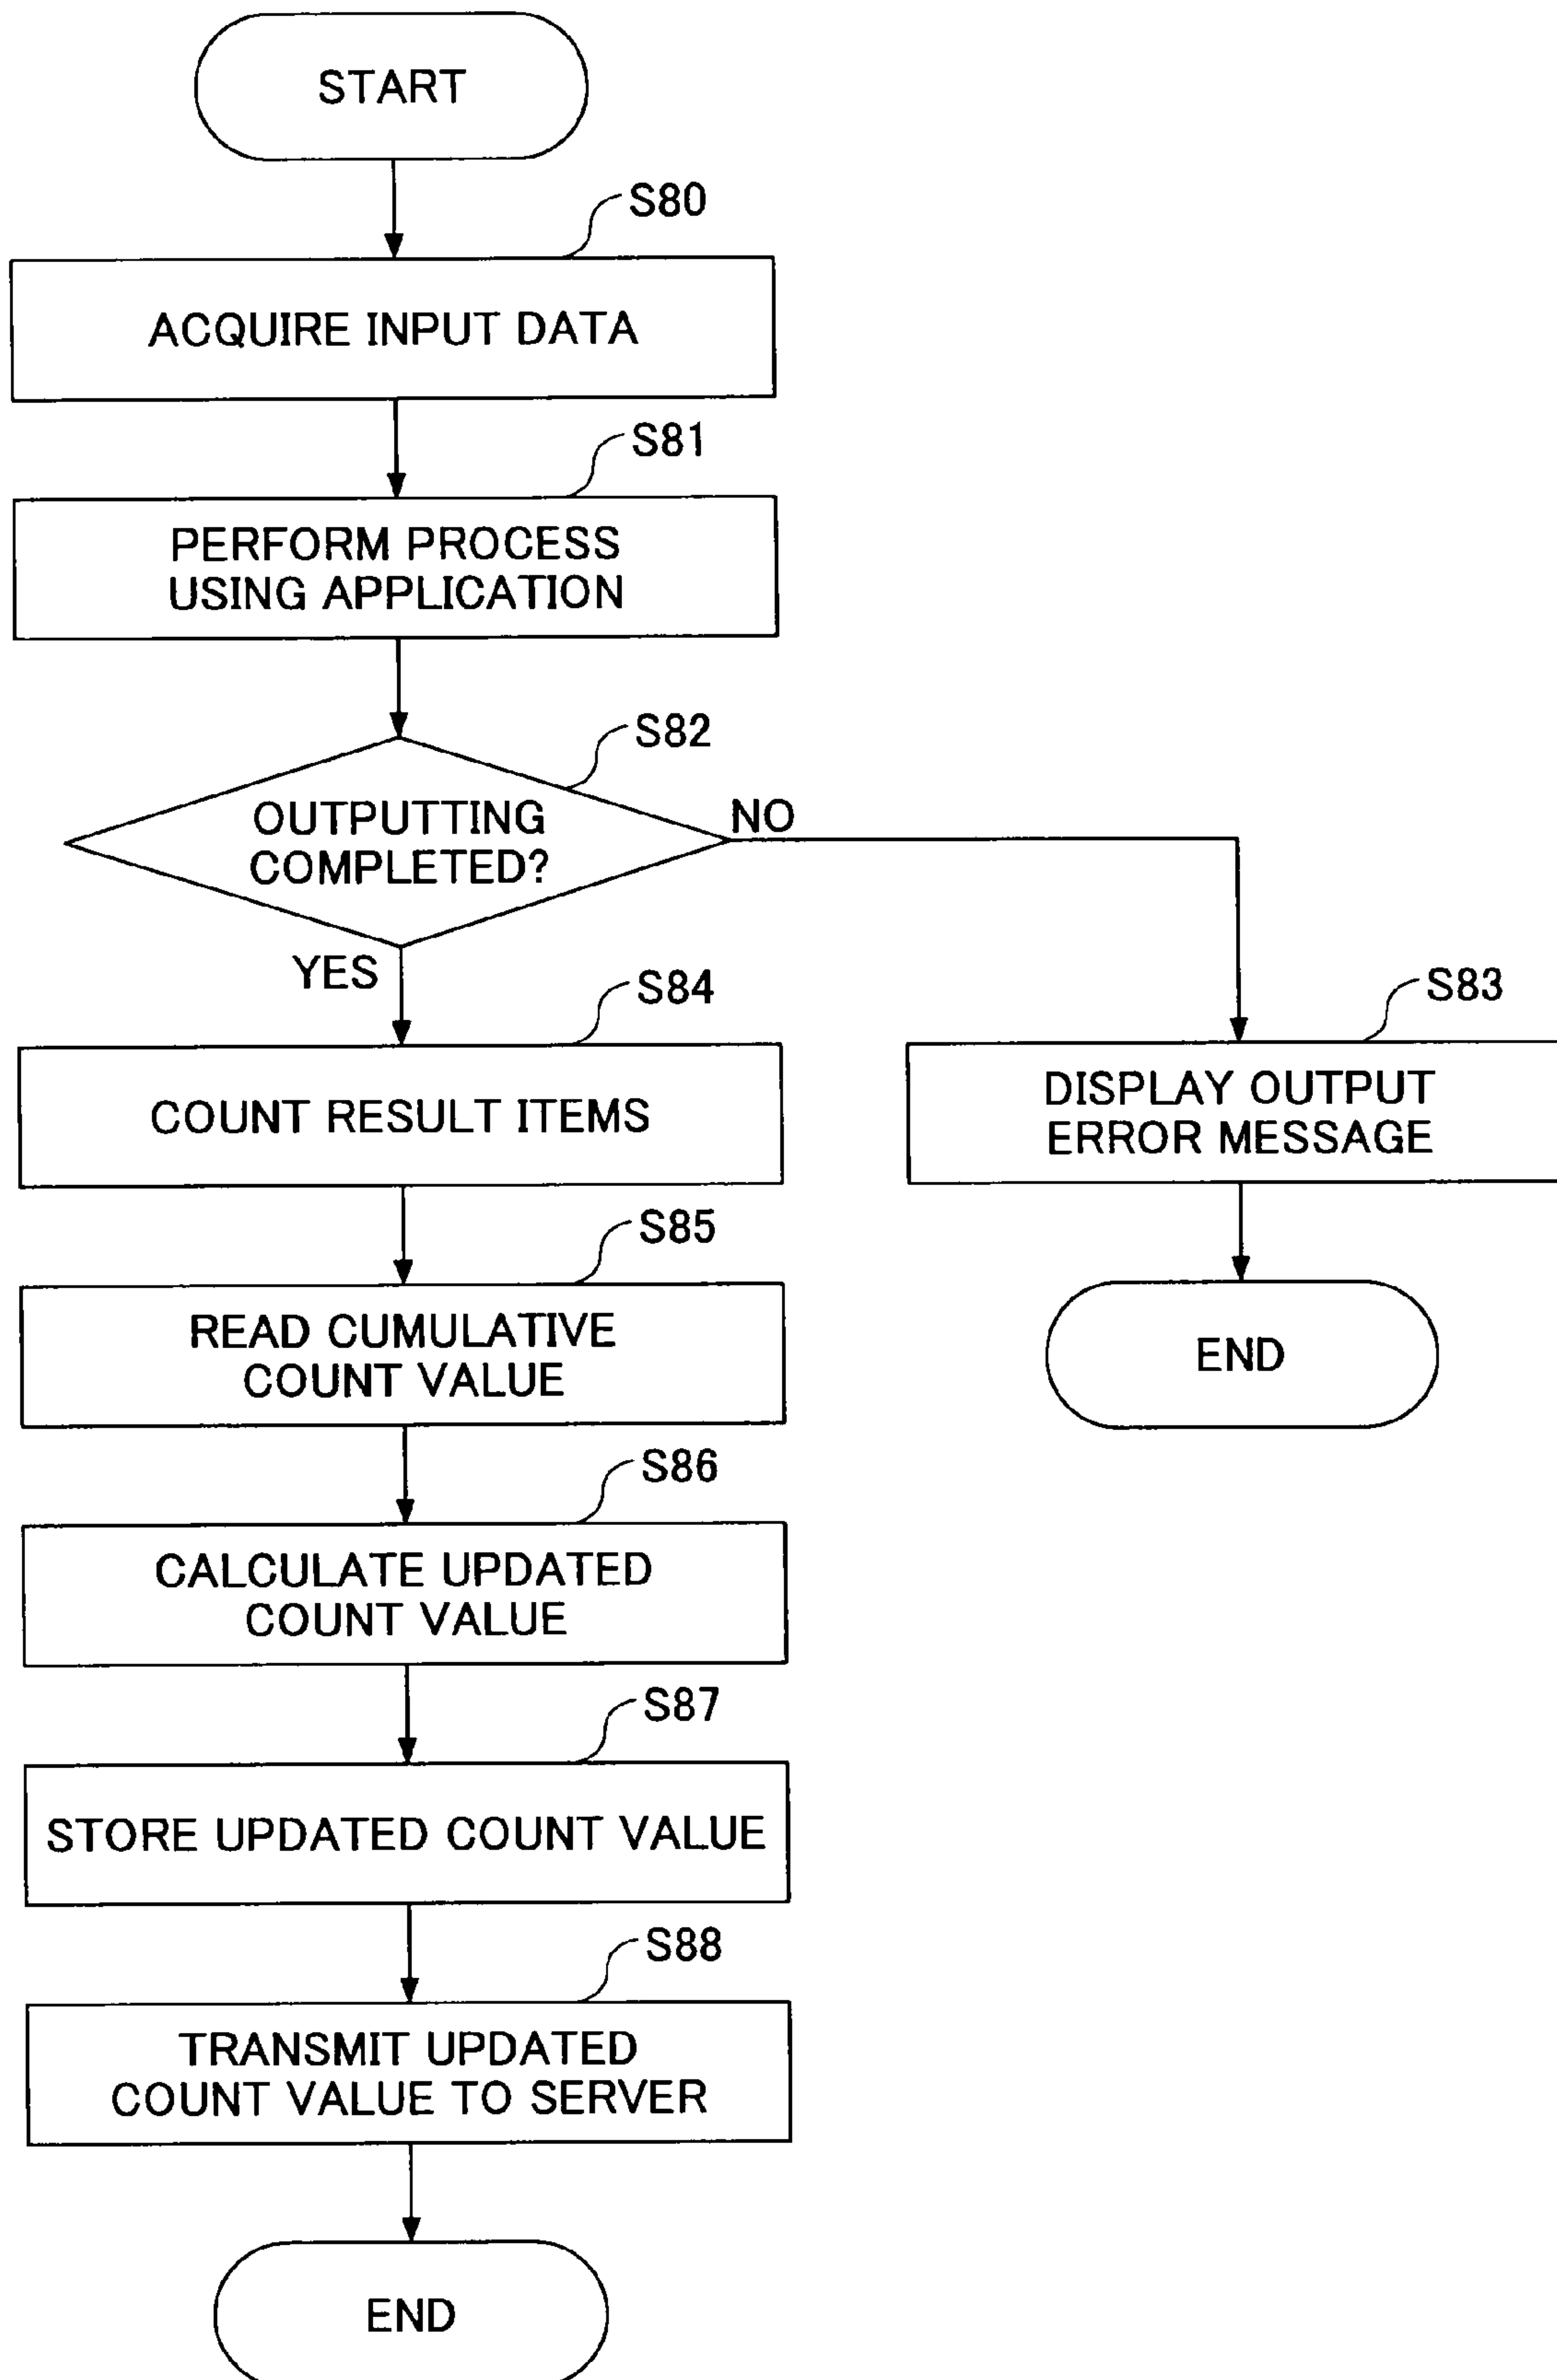 START
S80
ACQUIRE INPUT DATA
S81
PERFORM PROCESS
USING APPLICATION
S82
OUTPUTTING
COMPLETED?
NO
YES
S84
COUNT RESULT ITEMS
S83
DISPLAY OUTPUT
ERROR MESSAGE
S85
READ CUMULATIVE
COUNT VALUE
END
S86
CALCULATE UPDATED
COUNT VALUE
S87
STORE UPDATED COUNT VALUE
S88
TRANSMIT UPDATED
COUNT VALUE TO SERVER
END